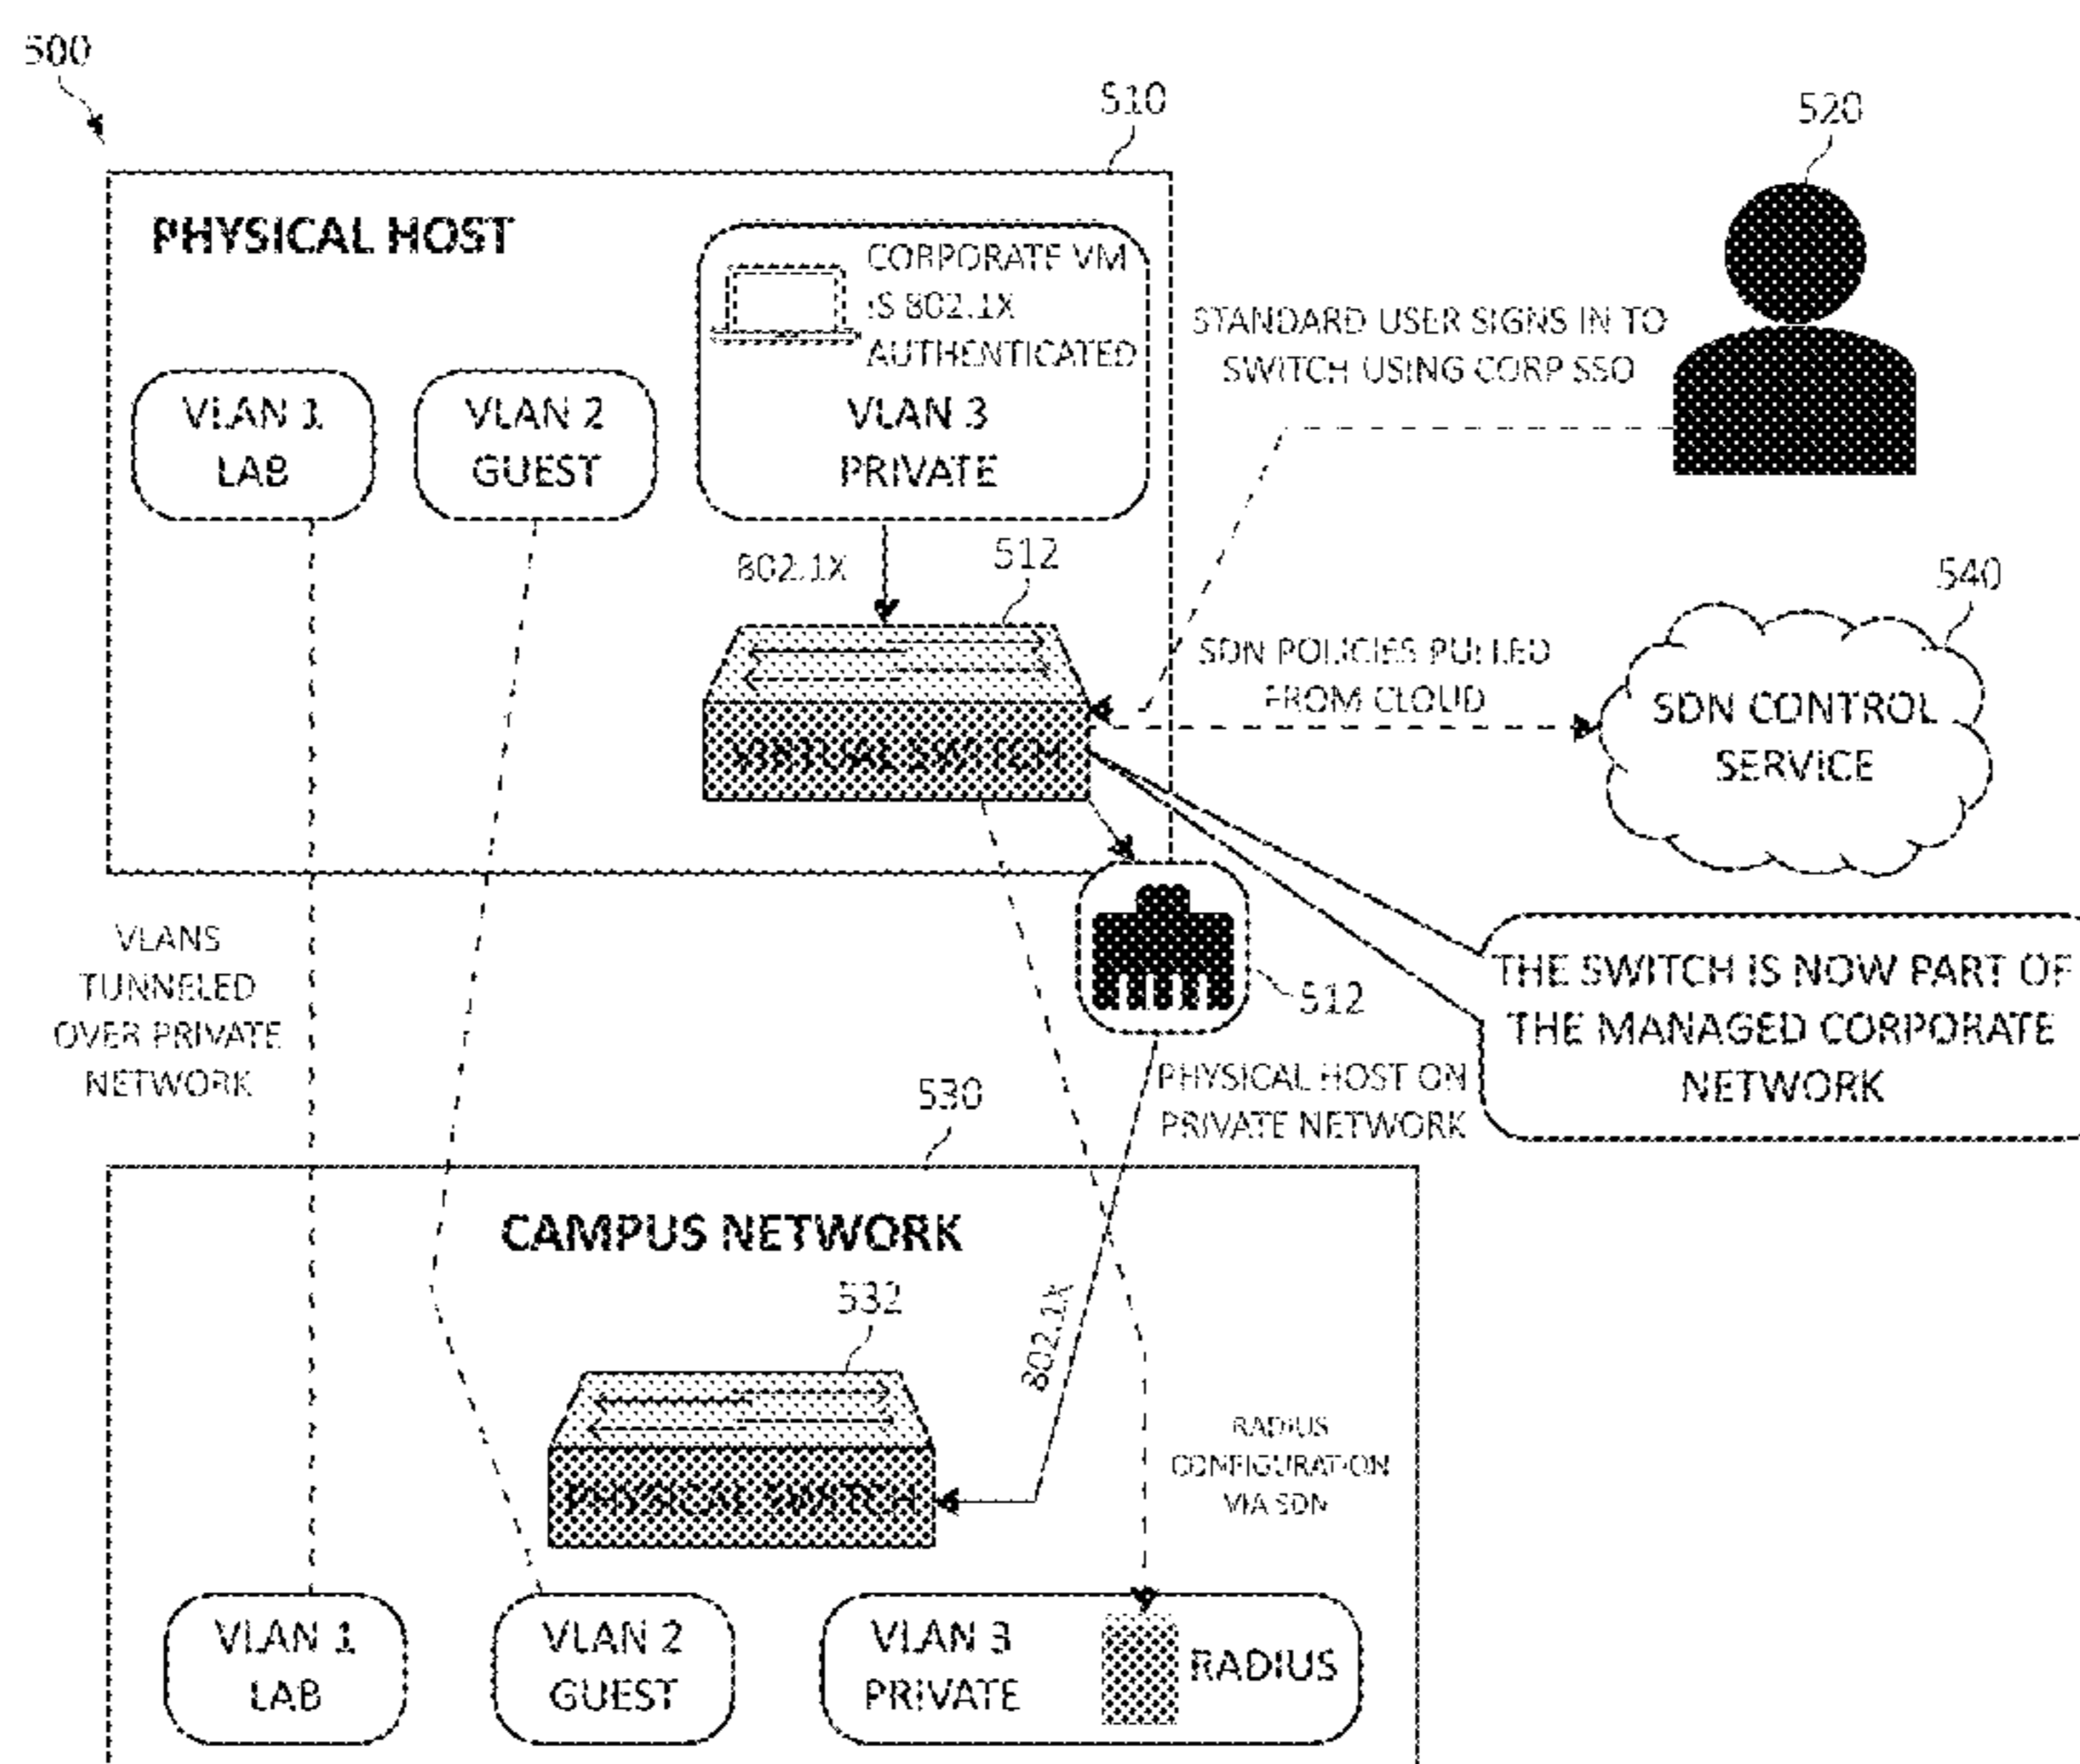 500
510
520
PHYSICAL HOST
CORPORATE VM
IS 802.1X
AUTHENTICATED
VLAN 3
PRIVATE
VLAN 1
LAB
VLAN 2
GUEST
STANDARD USER SIGNS IN TO
SWITCH USING CORP SSO
802.1X
512
540
SDN POLICIES PULLED
FROM CLOUD
SDN CONTROL
SERVICE
VIRTUAL SWITCH
VLANS
TUNNELED
OVER PRIVATE
NETWORK
512
THE SWITCH IS NOW PART OF
THE MANAGED CORPORATE
NETWORK
PHYSICAL HOST ON
PRIVATE NETWORK
530
CAMPUS NETWORK
532
802.1X
RADIUS
CONFIGURATION
VIA SDN
PHYSICAL SWITCH
VLAN 1
LAB
VLAN 2
GUEST
VLAN 3
PRIVATE
RADIUS